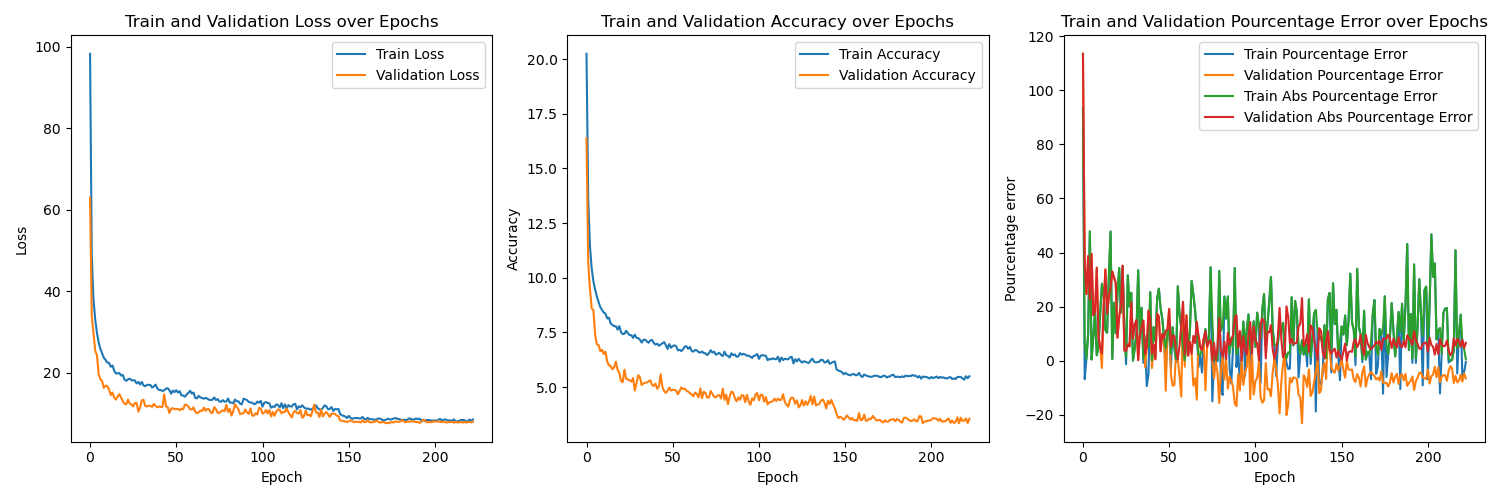 Train and Validation Loss over Epochs
Train Loss
Validation Loss
100
80
60
40
20
Loss
0
50
100
150
200
Epoch
Train and Validation Accuracy over Epochs
Train Accuracy
Validation Accuracy
20.0
17.5
15.0
12.5
10.0
7.5
5.0
Accuracy
0
50
100
150
200
Epoch
Train and Validation Pourcentage Error over Epochs
Train Pourcentage Error
Validation Pourcentage Error
Train Abs Pourcentage Error
Validation Abs Pourcentage Error
120
100
80
60
40
20
0
−20
Pourcentage error
0
50
100
150
200
Epoch